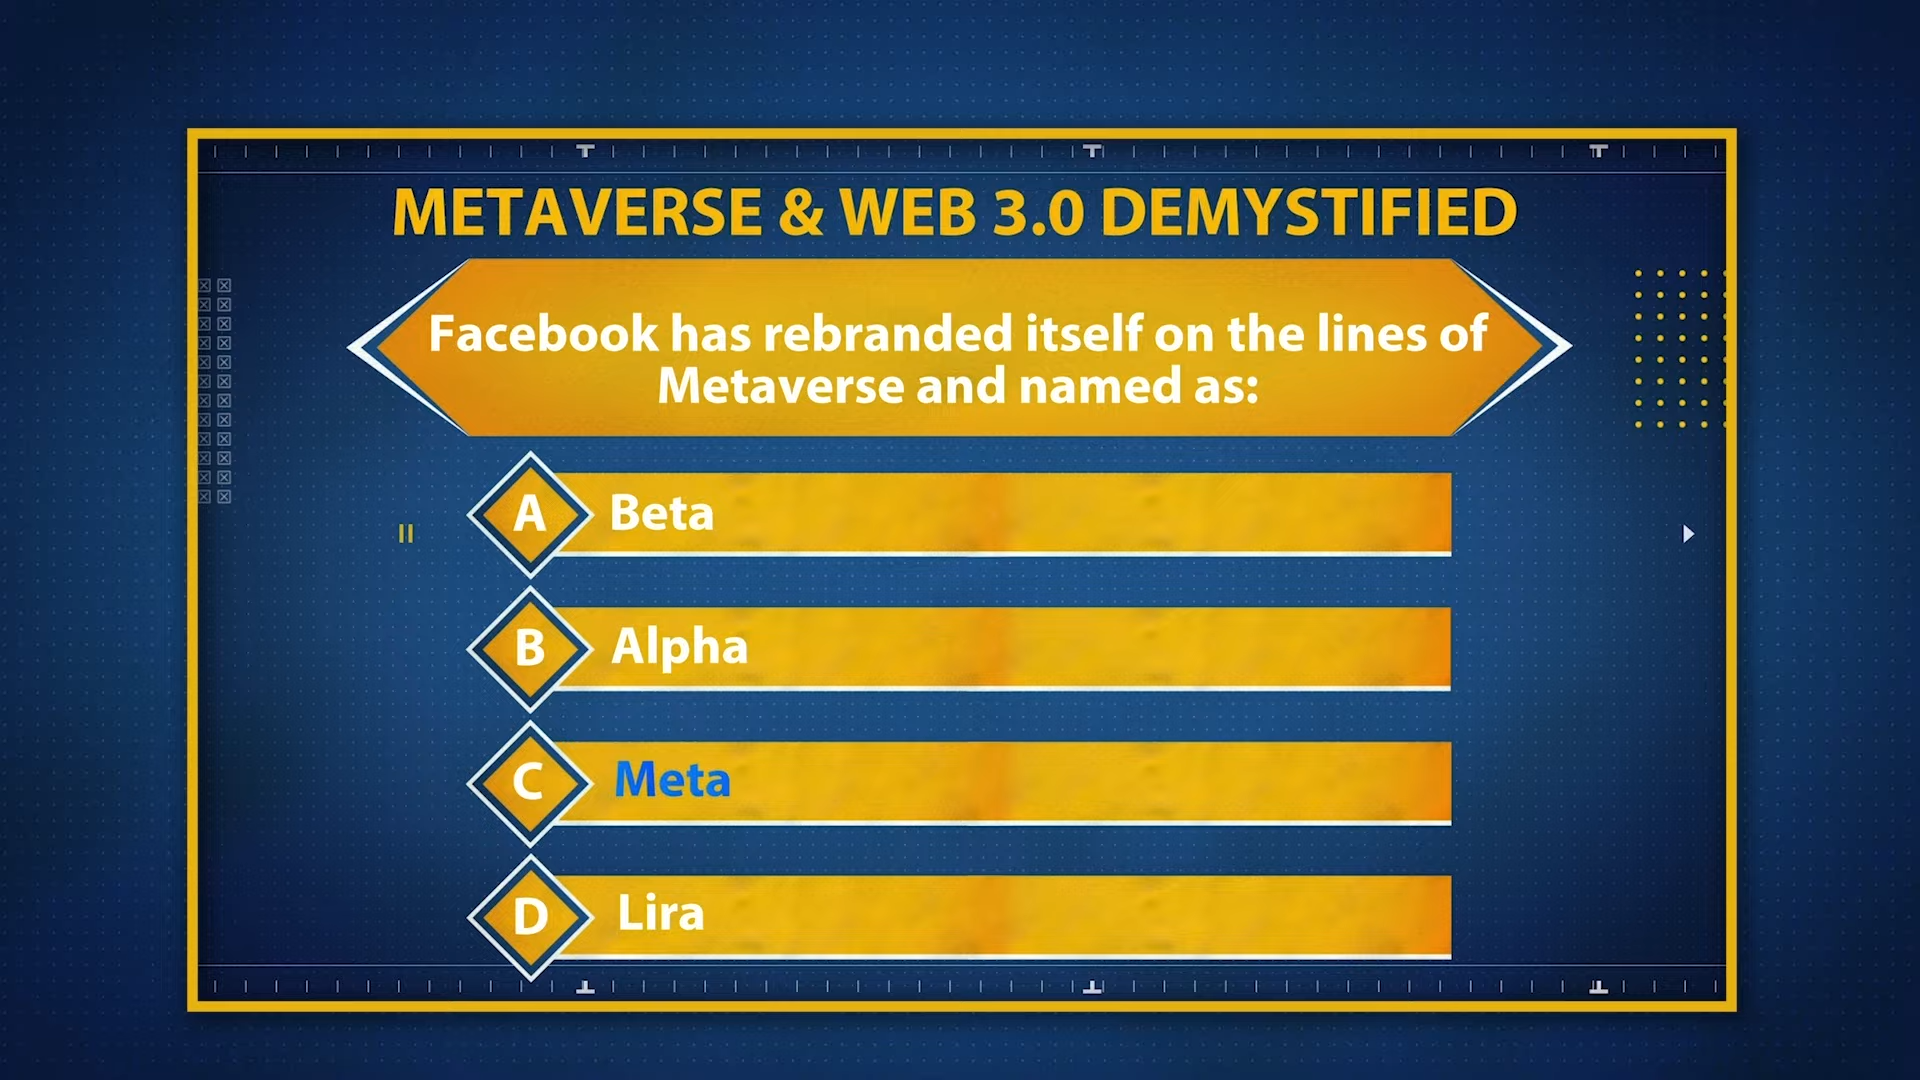 METAVERSE & WEB 3.0 DEMYSTIFIED
Facebook has rebranded itself on the lines of
Metaverse and named as:
A Beta
B Alpha
C Meta
D Lira